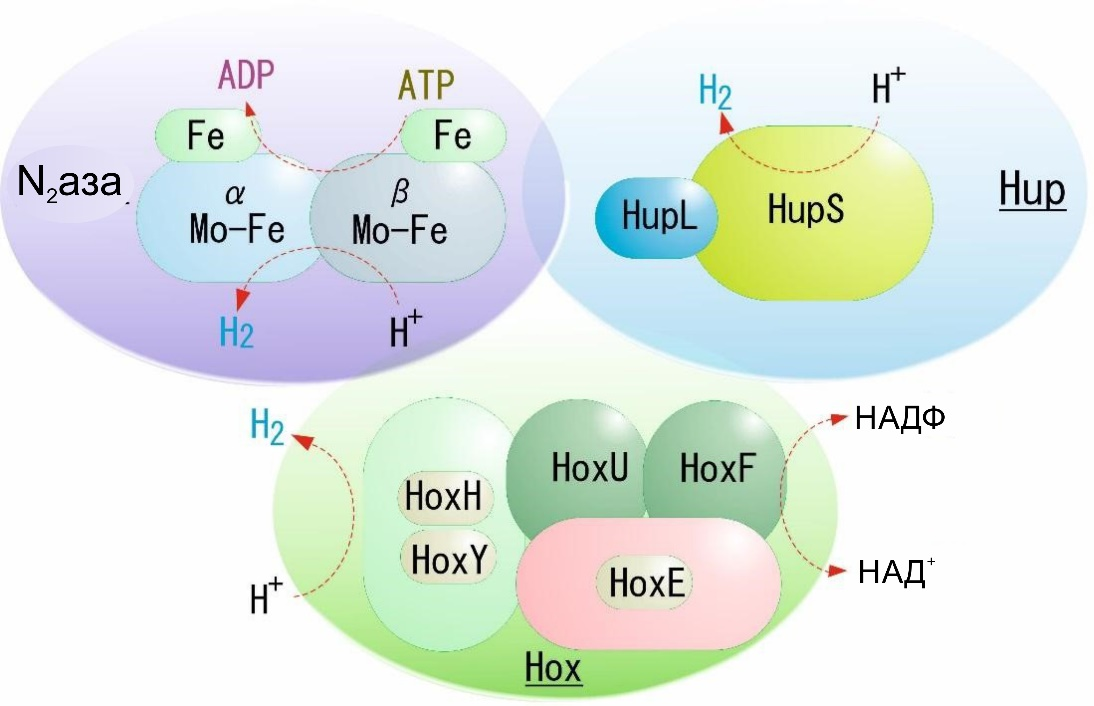 ADP
ATP
Fe
Fe
N₂аза
α
Mo-Fe
β
Mo-Fe
H2
H⁺
H2
H⁺
HupL
HupS
Hup
H2
H⁺
HoxH
HoxY
HoxU
HoxF
HoxE
НАДФ
НАД⁺
Hox